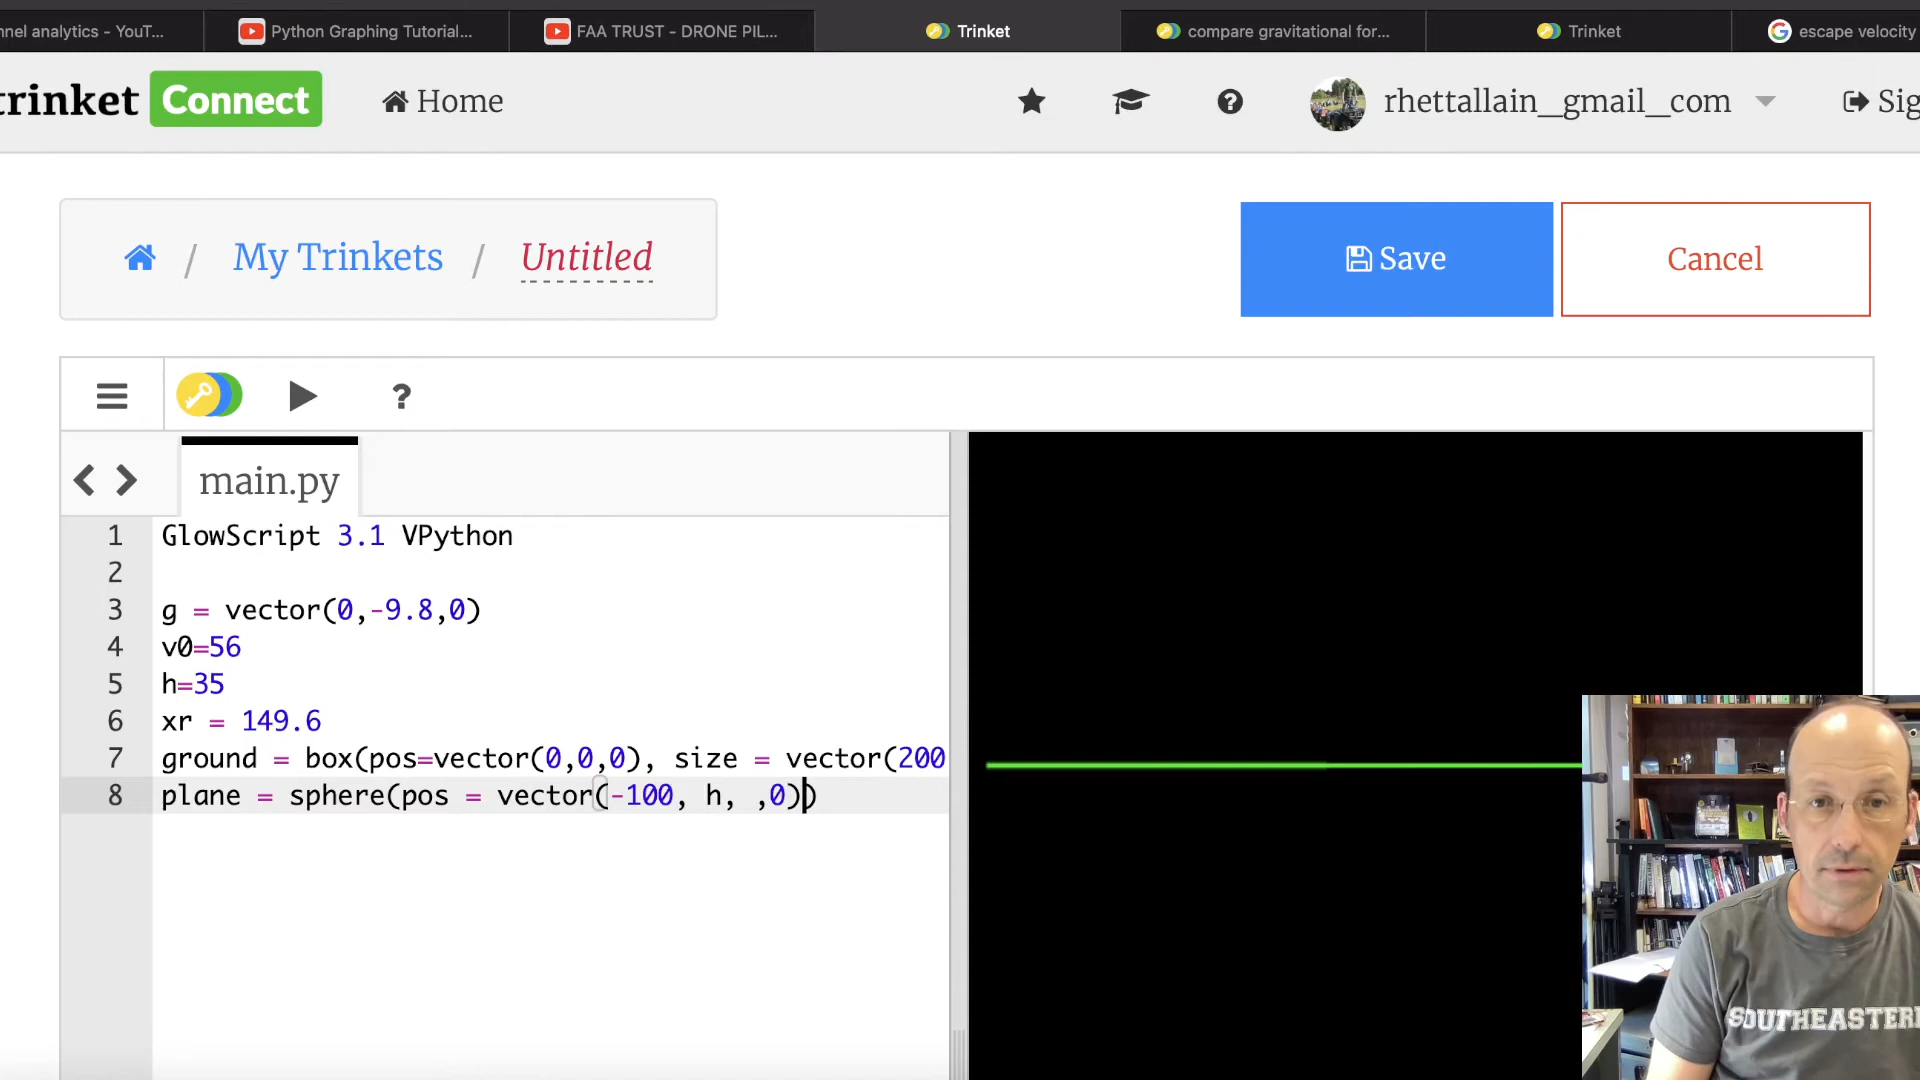 nnel analytics - YouT...
Python Graphing Tutorial...
FAA TRUST - DRONE PIL...
Trinket
compare gravitational for...
Trinket
escape velocity
trinket Connect
Home
?
rhettallain_gmail_com
Sig
/ My Trinkets / Untitled
Save
Cancel
?
main.py
1 GlowScript 3.1 VPython
2
3 g = vector(0,-9.8,0)
4 v0=56
5 h=35
6 xr = 149.6
7 ground = box(pos=vector(0,0,0), size = vector(200
8 plane = sphere(pos = vector(-100, h, ,0))
SOUTHEASTER